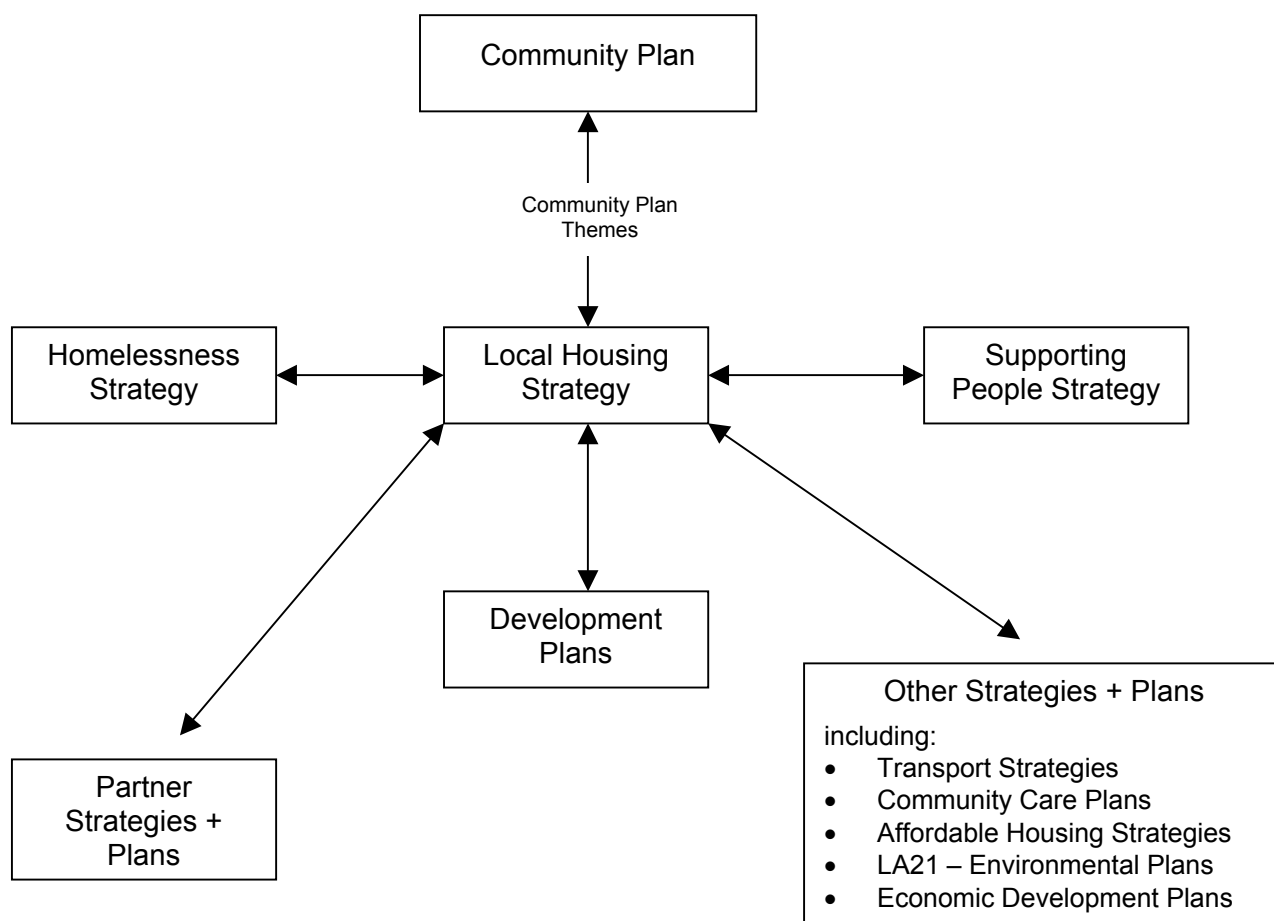 Community Plan
Community Plan
Themes
Homelessness
Strategy
Local Housing
Strategy
Supporting
People Strategy
Development
Plans
Partner
Strategies +
Plans
Other Strategies + Plans
including:
• Transport Strategies
• Community Care Plans
• Affordable Housing Strategies
• LA21 – Environmental Plans
• Economic Development Plans